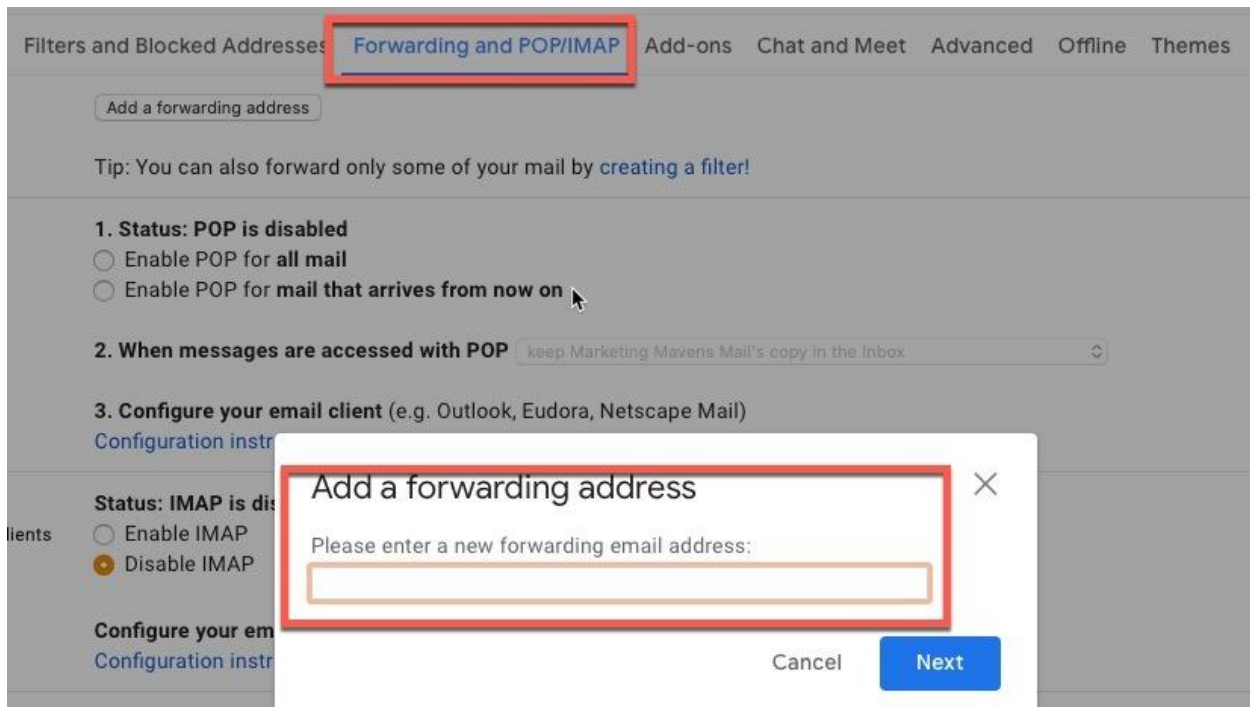 Filters and Blocked Addresses Forwarding and POP/IMAP Add-ons Chat and Meet Advanced Offline Themes
Add a forwarding address
Tip: You can also forward only some of your mail by creating a filter!
1. Status: POP is disabled
Enable POP for all mail
Enable POP for mail that arrives from now on
2. When messages are accessed with POP keep Marketing Mavens Mail's copy in the Inbox
3. Configure your email client (e.g. Outlook, Eudora, Netscape Mail)
Configuration instr
Add a forwarding address
Please enter a new forwarding email address:
Cancel Next
Status: IMAP is dis
lients Enable IMAP
Disable IMAP
Configure your em
Configuration instr